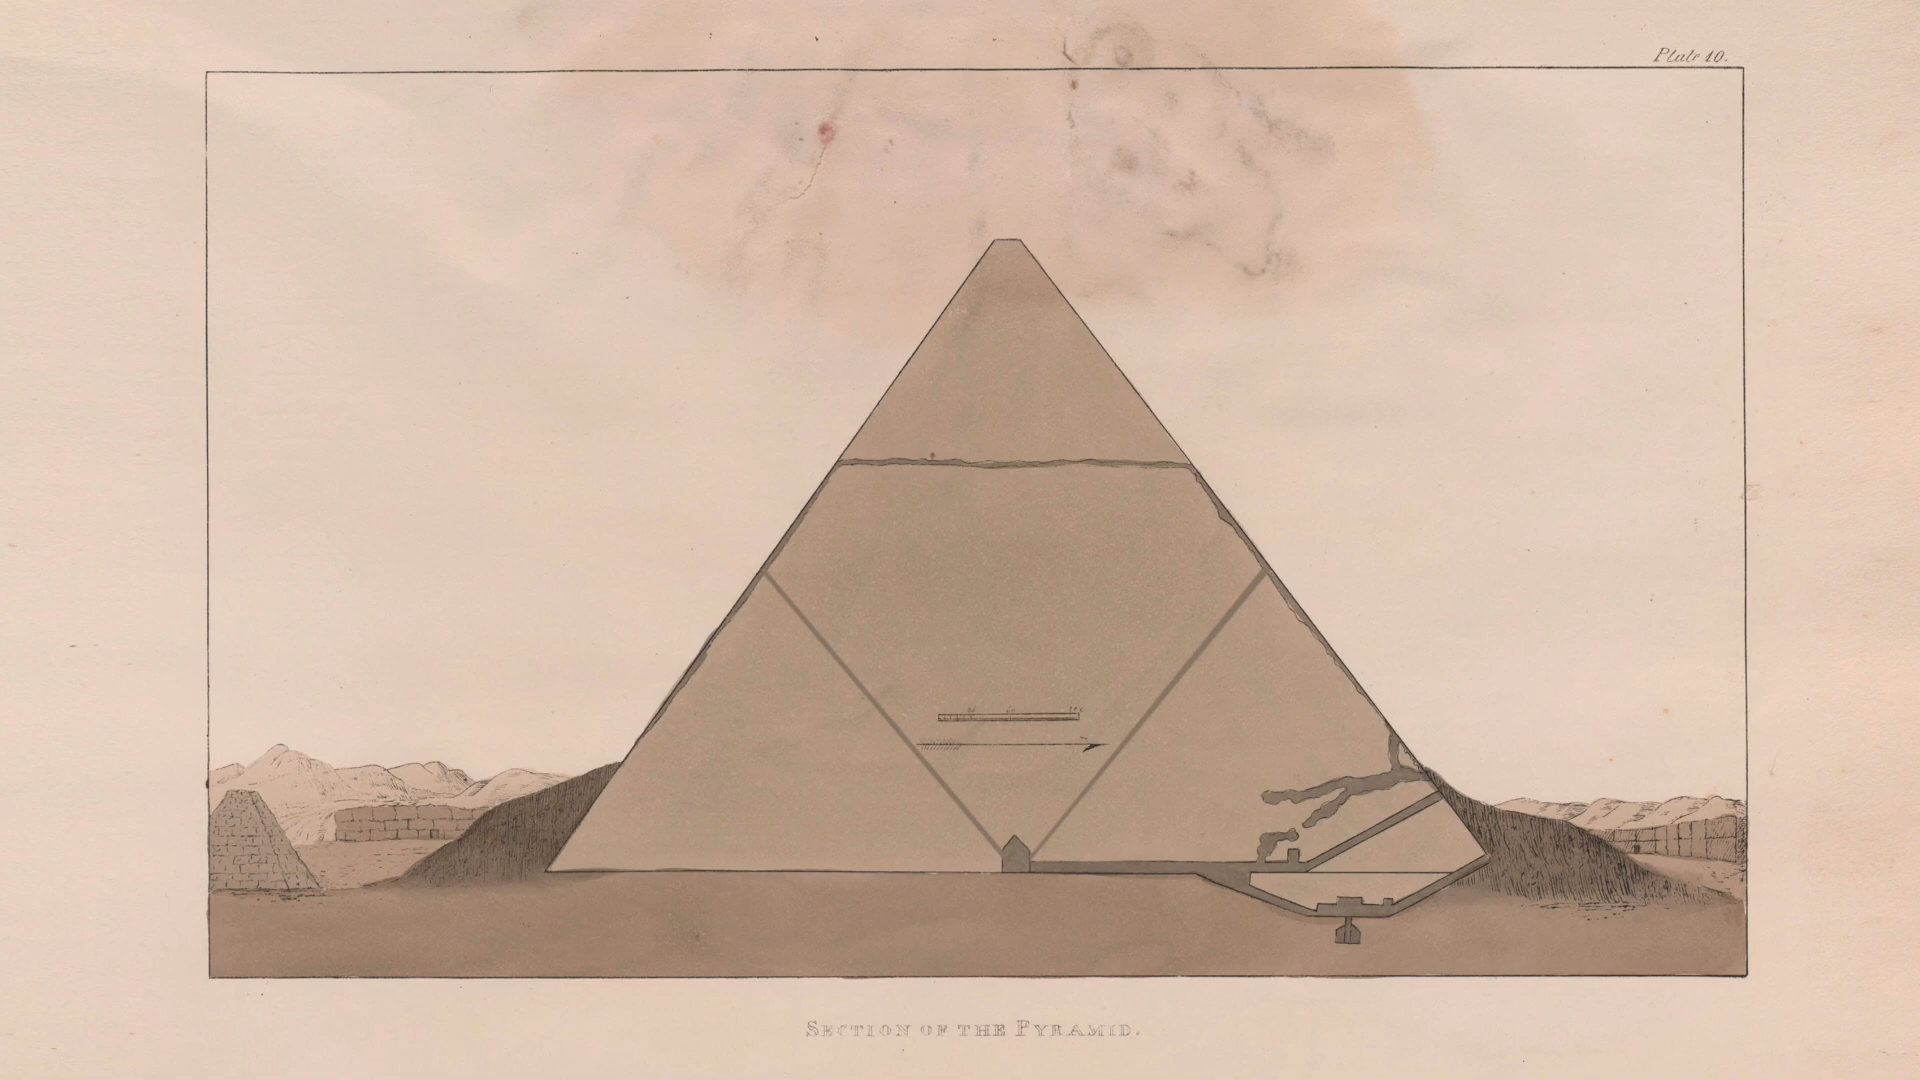 Plate 10.
SECTION OF THE PYRAMID.